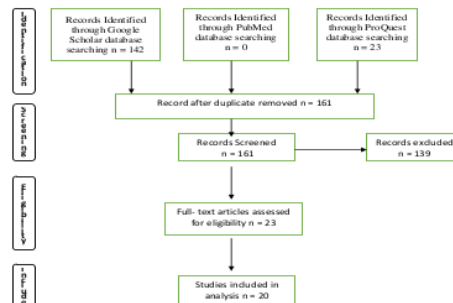 Records Identified
through Google
Scholar database
searching n = 142
Records Identified
through PubMed
database searching
n = 0
Records Identified
through ProQuest
database searching
n = 23
Record after duplicate removed n = 161
Records Screened
n = 161
Records excluded
n = 139
Full- text articles assessed
for eligibility n = 23
Studies included in
analysis n = 20